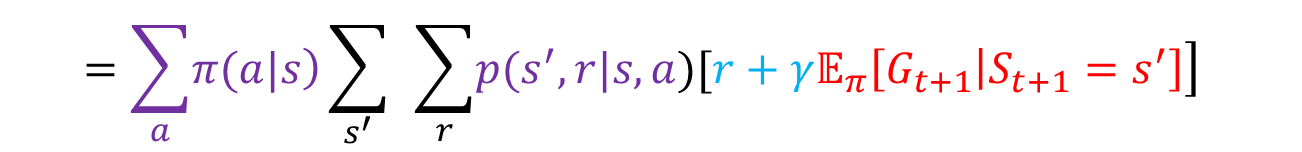 = ∑_a π(a|s) ∑_{s′} ∑_r p(s′, r|s, a)[r + γ𝔼_π[G_{t+1}|S_{t+1} = s′]]